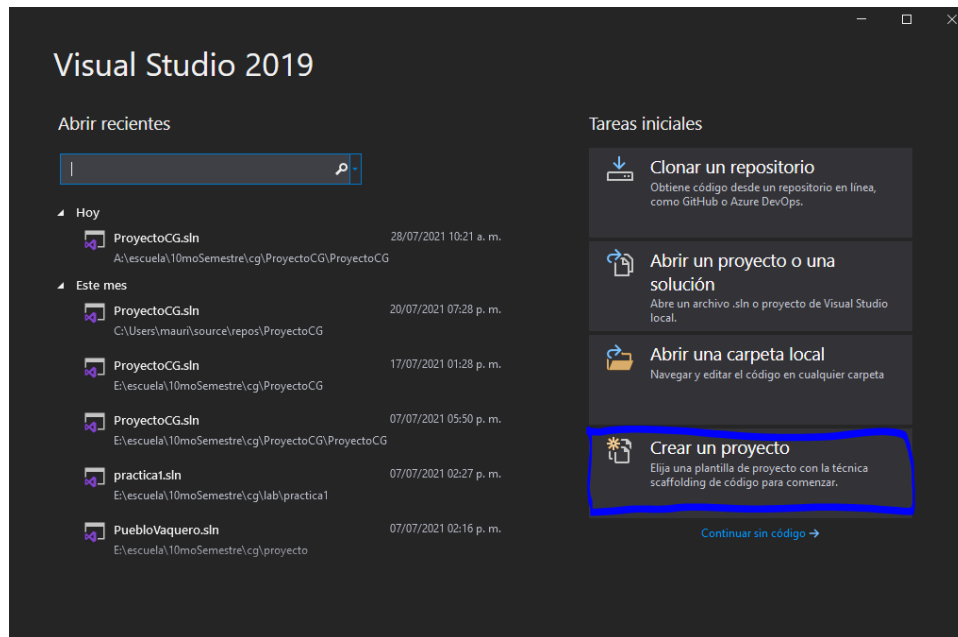 Visual Studio 2019
Abrir recientes
Hoy
ProyectoCG.sln
28/07/2021 10:21 a. m.
A:\escuela\10moSemestre\cg\ProyectoCG\ProyectoCG
Este mes
ProyectoCG.sln
20/07/2021 07:28 p. m.
C:\Users\mauri\source\repos\ProyectoCG
ProyectoCG.sln
17/07/2021 01:28 p. m.
E:\escuela\10moSemestre\cg\ProyectoCG
ProyectoCG.sln
07/07/2021 05:50 p. m.
E:\escuela\10moSemestre\cg\ProyectoCG\ProyectoCG
practica1.sln
07/07/2021 02:27 p. m.
E:\escuela\10moSemestre\cg\lab\practica1
PuebloVaquero.sln
07/07/2021 02:16 p. m.
E:\escuela\10moSemestre\cg\proyecto
Tareas iniciales
Clonar un repositorio
Obtiene código desde un repositorio en línea,
como GitHub o Azure DevOps.
Abrir un proyecto o una
solución
Abre un archivo .sln o proyecto de Visual Studio
local.
Abrir una carpeta local
Navegar y editar el código en cualquier carpeta
Crear un proyecto
Elija una plantilla de proyecto con la técnica
scaffolding de código para comenzar.
Continuar sin código →